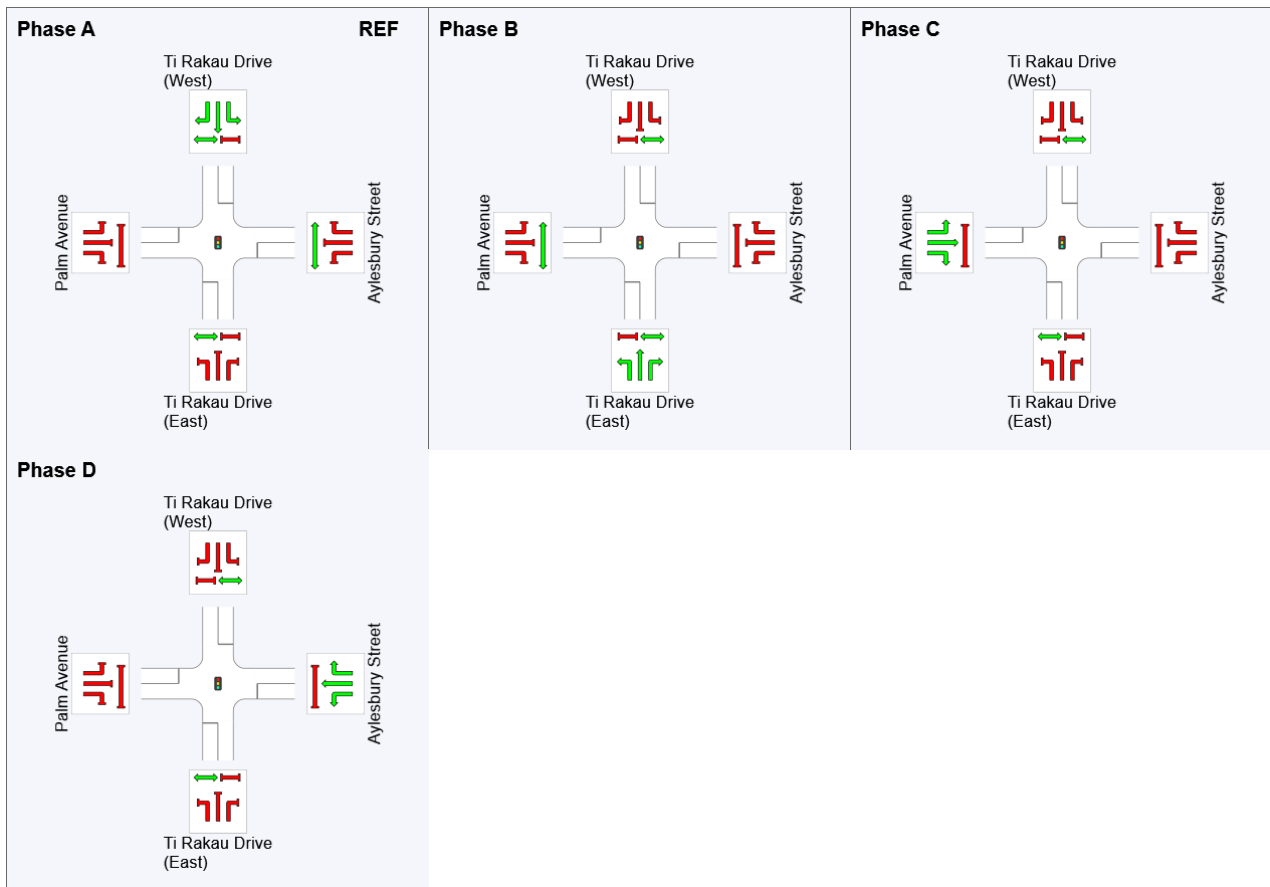 Phase A REF
Ti Rakau Drive
(West)
Palm Avenue
Aylesbury Street
Ti Rakau Drive
(East)
Phase B
Ti Rakau Drive
(West)
Palm Avenue
Aylesbury Street
Ti Rakau Drive
(East)
Phase C
Ti Rakau Drive
(West)
Palm Avenue
Aylesbury Street
Ti Rakau Drive
(East)
Phase D
Ti Rakau Drive
(West)
Palm Avenue
Aylesbury Street
Ti Rakau Drive
(East)